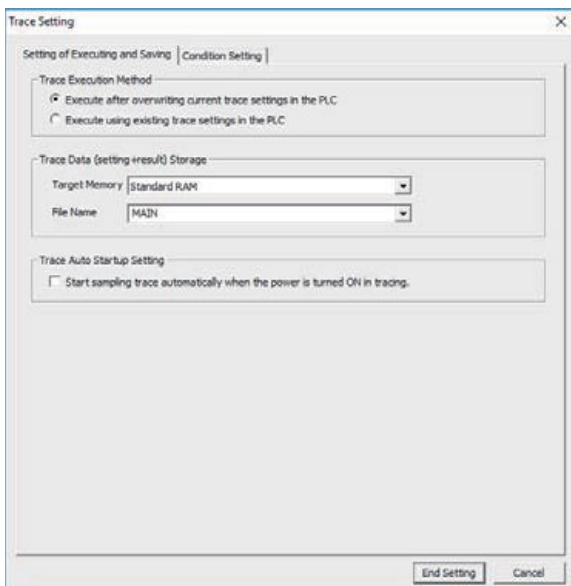 Trace Setting
Setting of Executing and Saving Condition Setting
Trace Execution Method
Execute after overwriting current trace settings in the PLC
Execute using existing trace settings in the PLC
Trace Data (setting+result) Storage
Target Memory Standard RAM
File Name MAIN
Trace Auto Startup Setting
Start sampling trace automatically when the power is turned ON in tracing.
End Setting Cancel